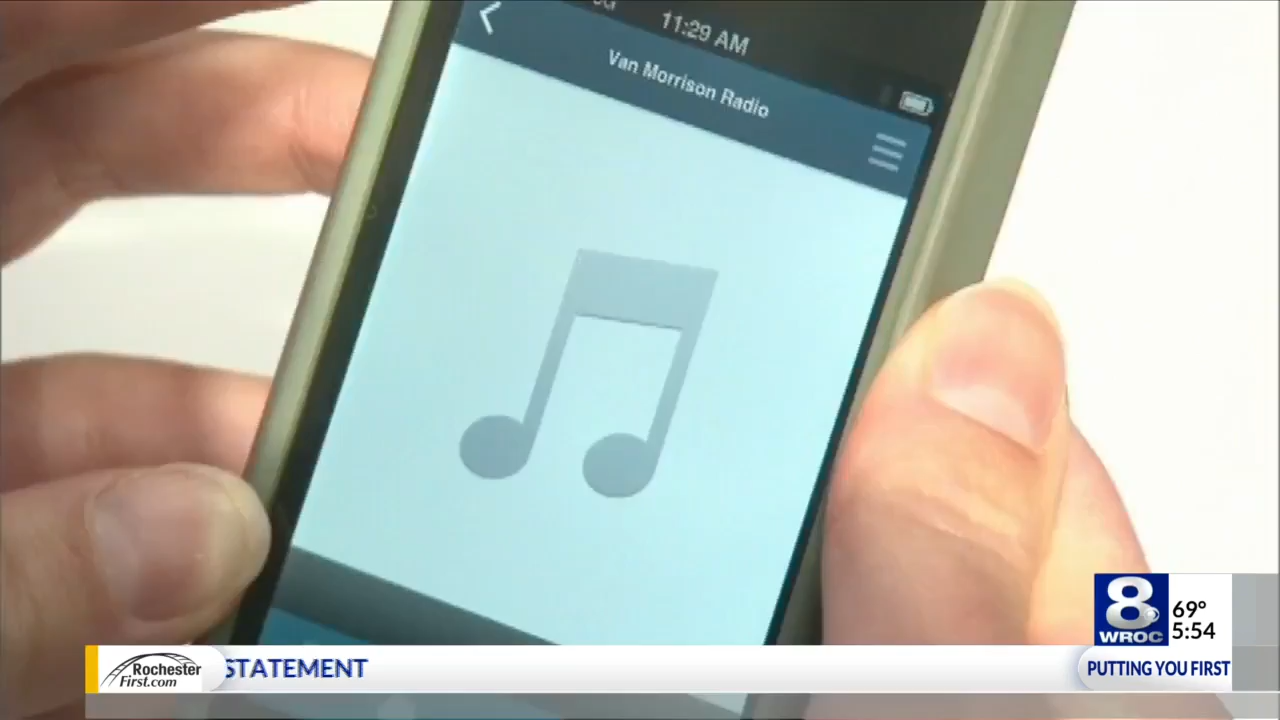 11:29 AM
Van Morrison Radio
8
WROC
69°
5:54
Rochester
First.com
STATEMENT
PUTTING YOU FIRST